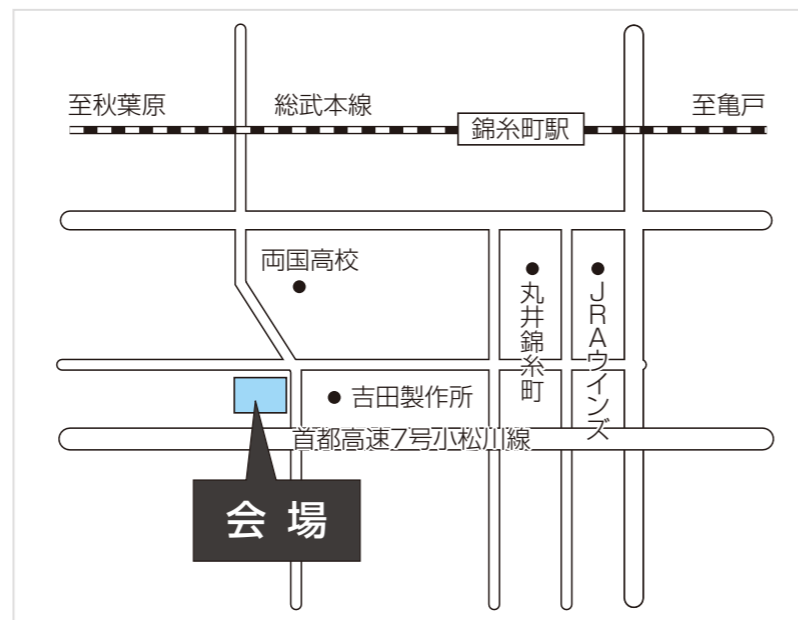 至秋葉原
総武本線
錦糸町駅
至亀戸
両国高校
丸井錦糸町
JRAウインズ
吉田製作所
首都高速7号小松川線
会場